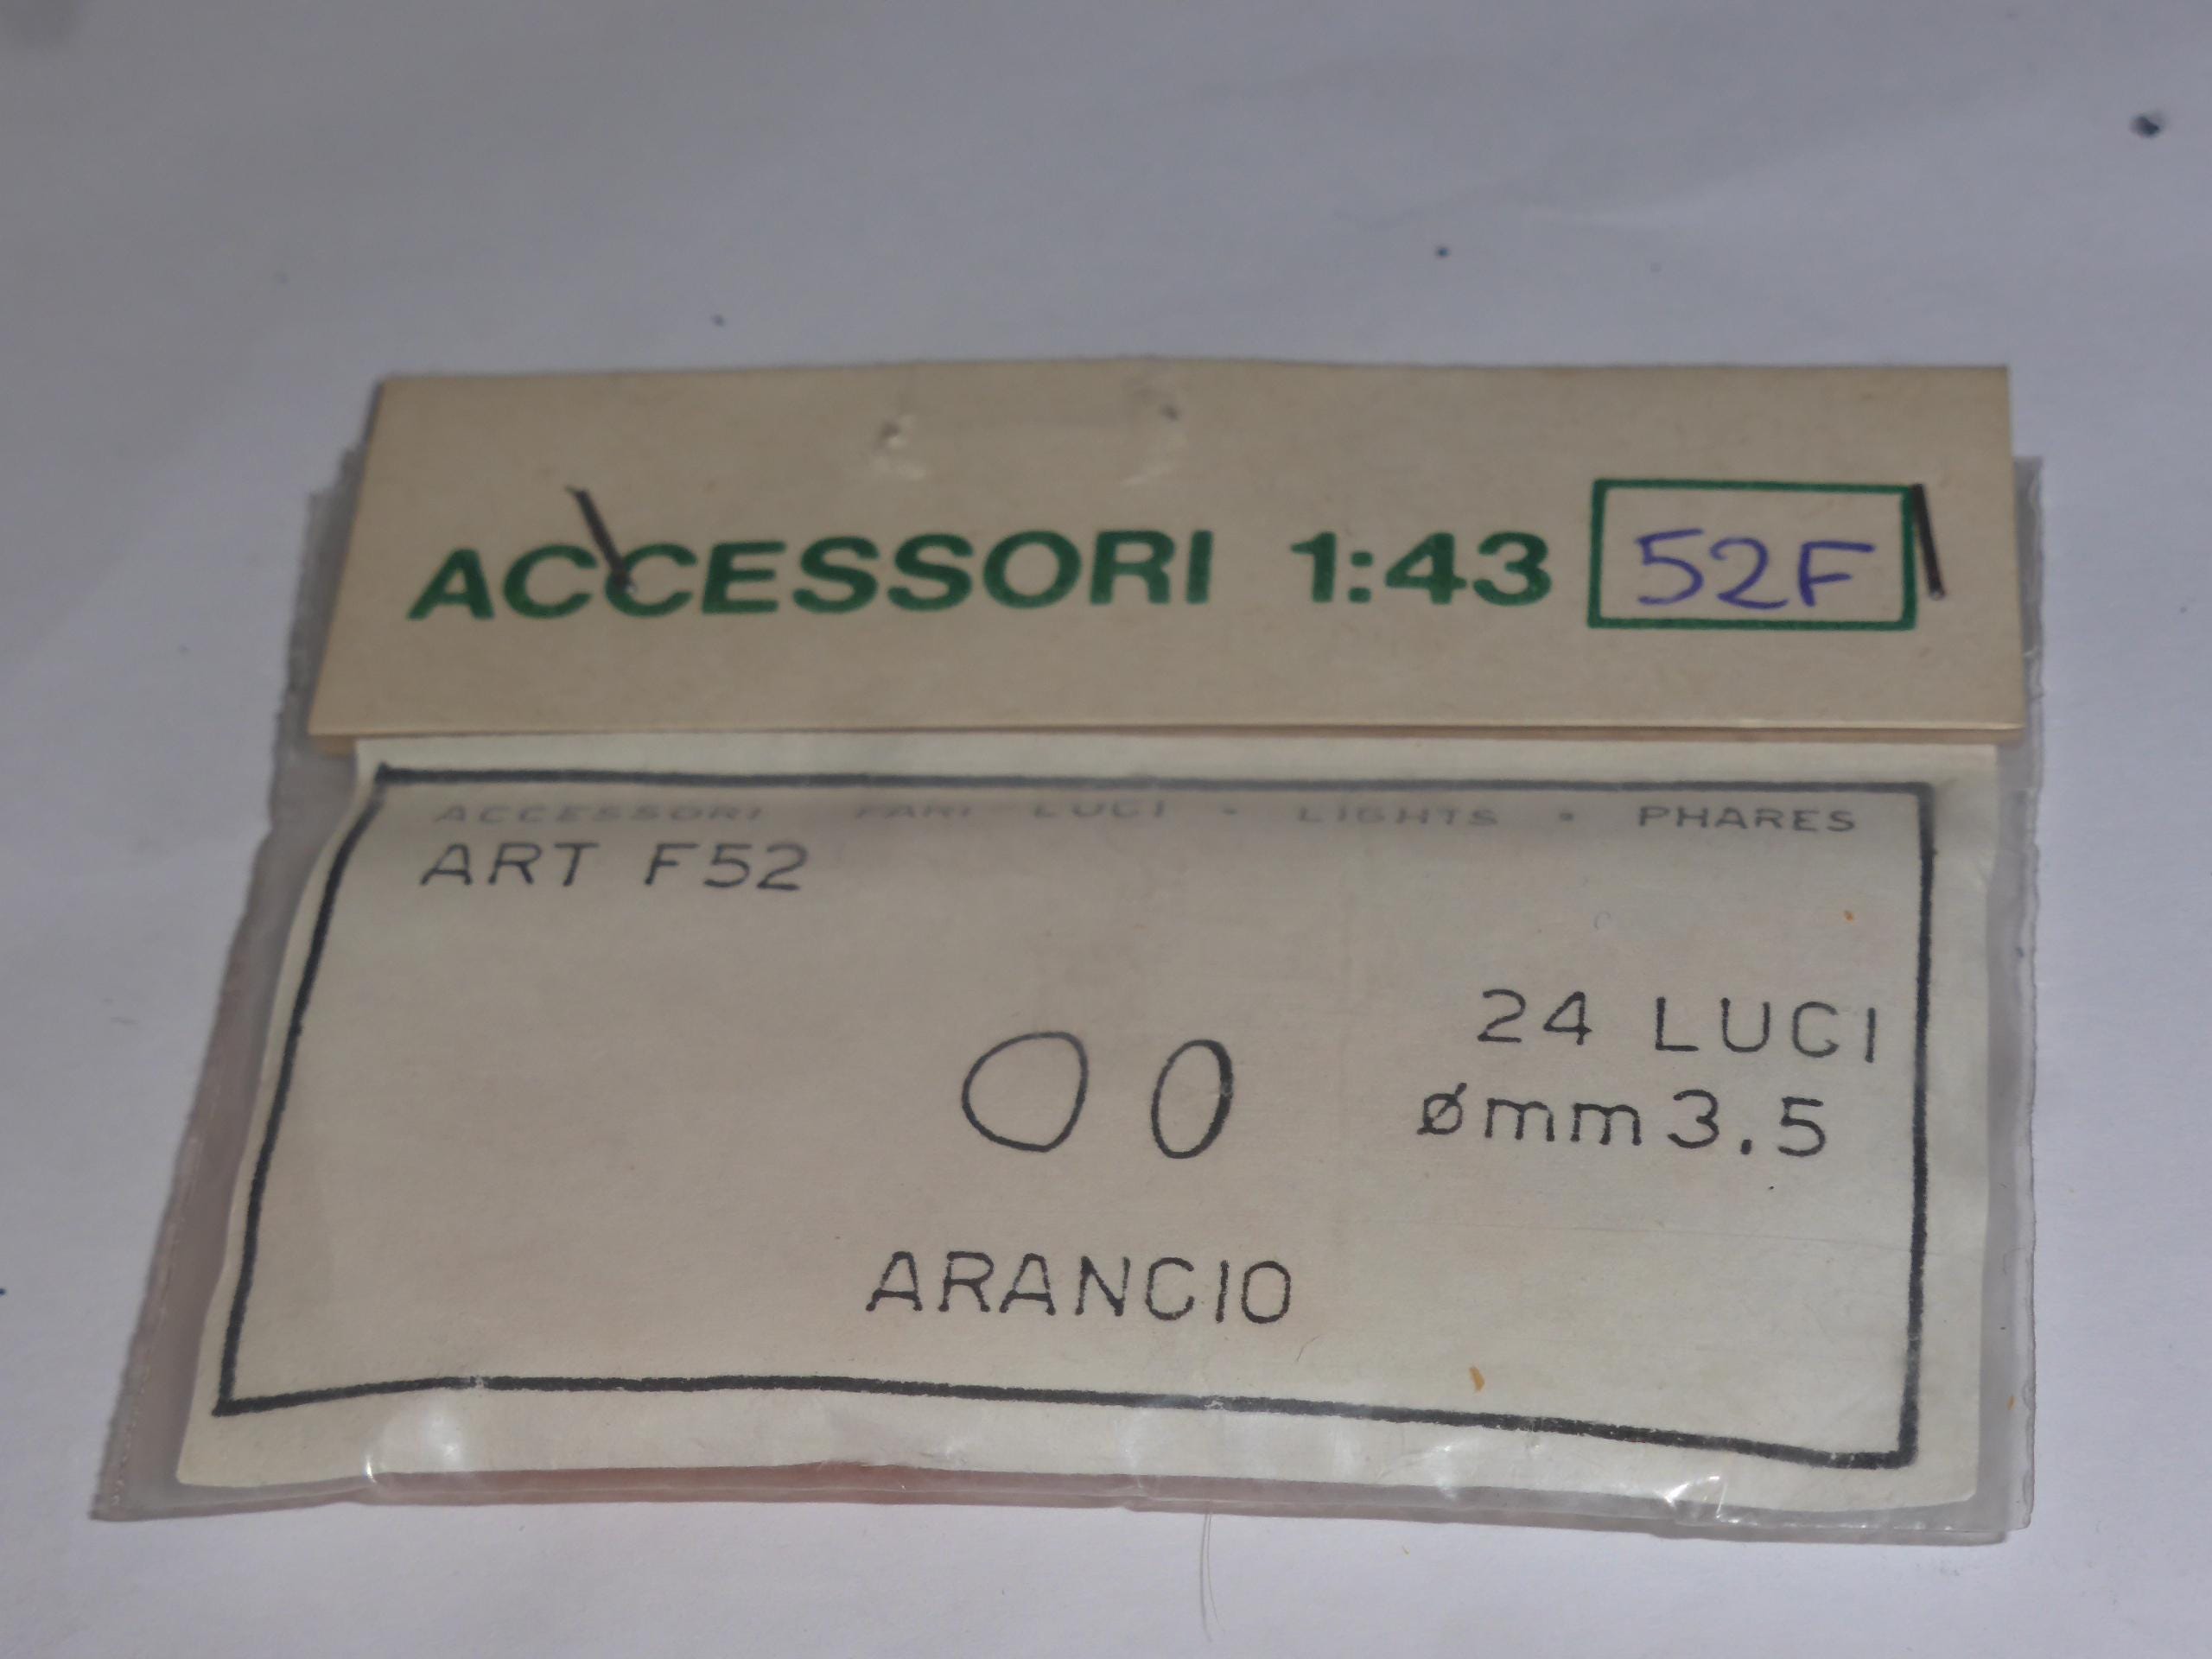 ACCESSORI 1:43 52F
ACCESSORI FARI LUCI - LIGHTS • PHARES
ART F52
24 LUCI
ømm 3.5
ARANCIO